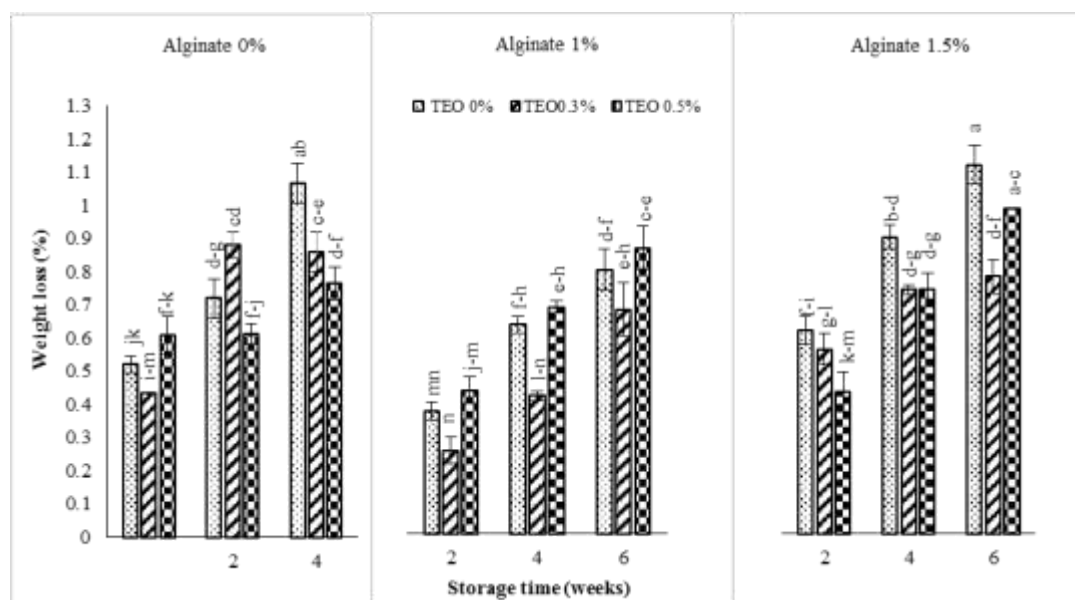 Alginate 0%
Alginate 1%
Alginate 1.5%
TEO 0% TEO0.3% TEO 0.5%
Weight loss (%)
1.3
1.2
1.1
1
0.9
0.8
0.7
0.6
0.5
0.4
0.3
0.2
0.1
0
jk
i-m
f-k
d-g
cd
f-j
ab
c-e
d-f
mn
n
j-m
f-h
l-n
e-h
d-f
e-h
c-e
f-i
g-l
k-m
b-d
d-g
d-g
a
d-f
a-c
2 4
2 4 6
2 4 6
Storage time (weeks)